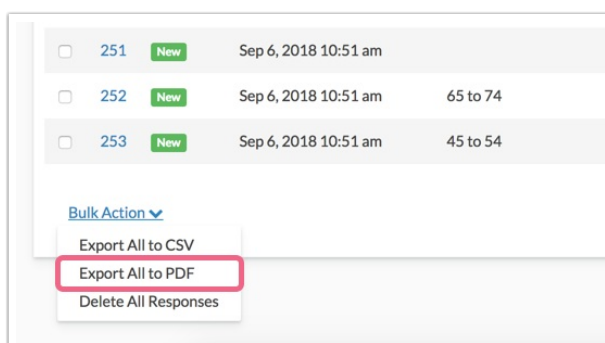 251 New Sep 6, 2018 10:51 am
252 New Sep 6, 2018 10:51 am 65 to 74
253 New Sep 6, 2018 10:51 am 45 to 54
Bulk Action
Export All to CSV
Export All to PDF
Delete All Responses